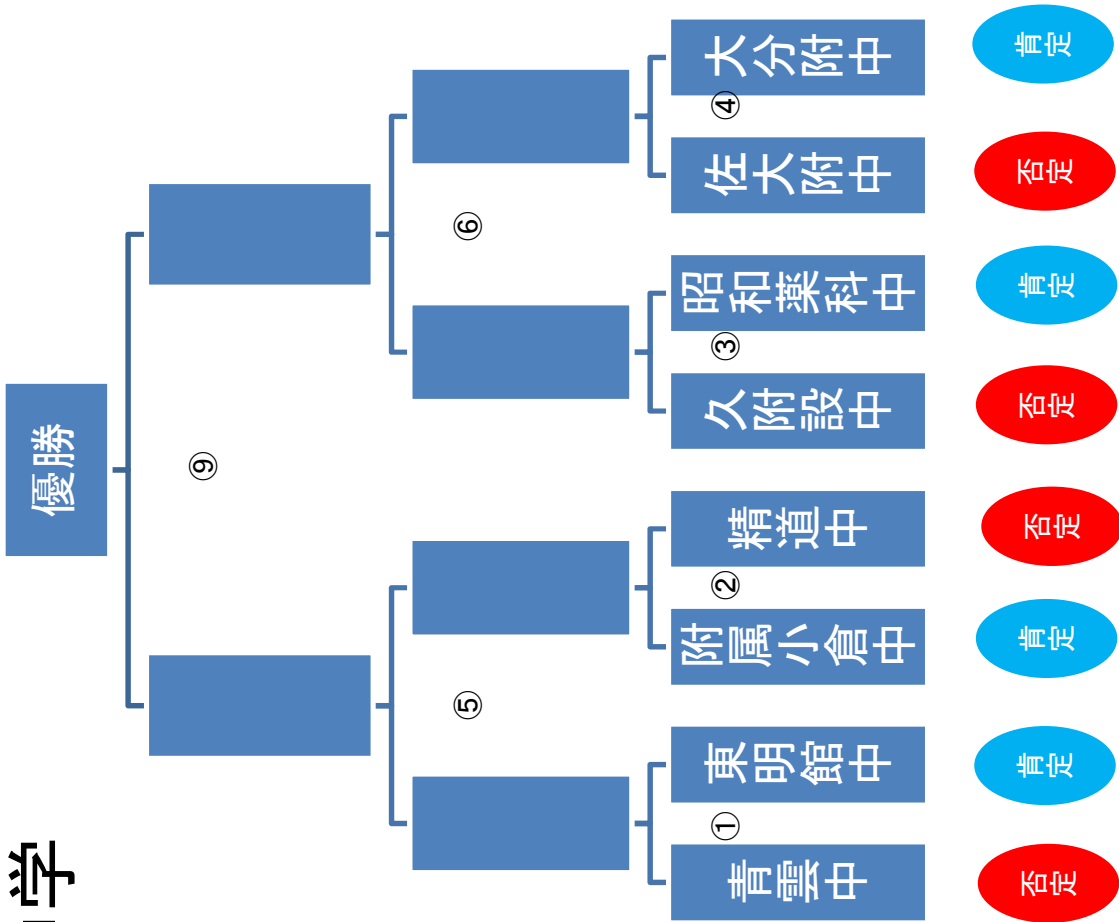 学
優勝
⑨
⑤
⑥
①
②
③
④
青雲中
東明館中
附属小倉中
精道中
久附設中
昭和薬科中
佐大附中
大分附中
否定
肯定
肯定
否定
否定
肯定
否定
肯定